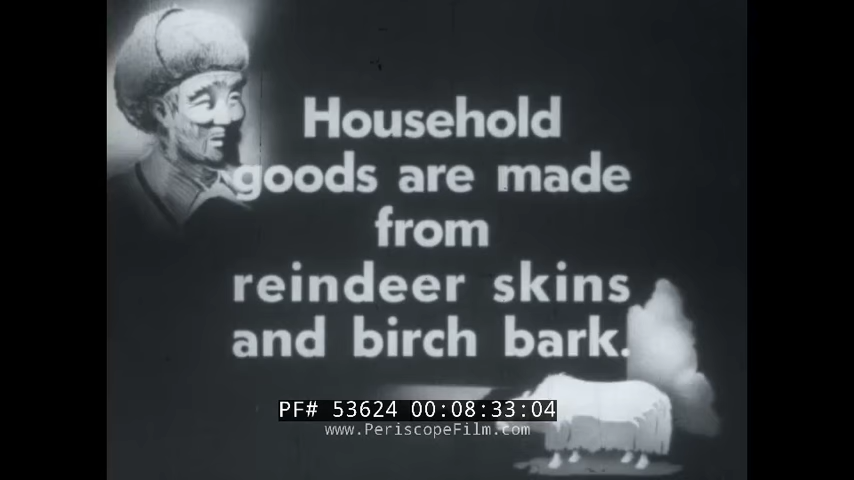 Household
goods are made
from
reindeer skins
and birch bark.
PF# 53624 00:08:33:04
www.PeriscopeFilm.com